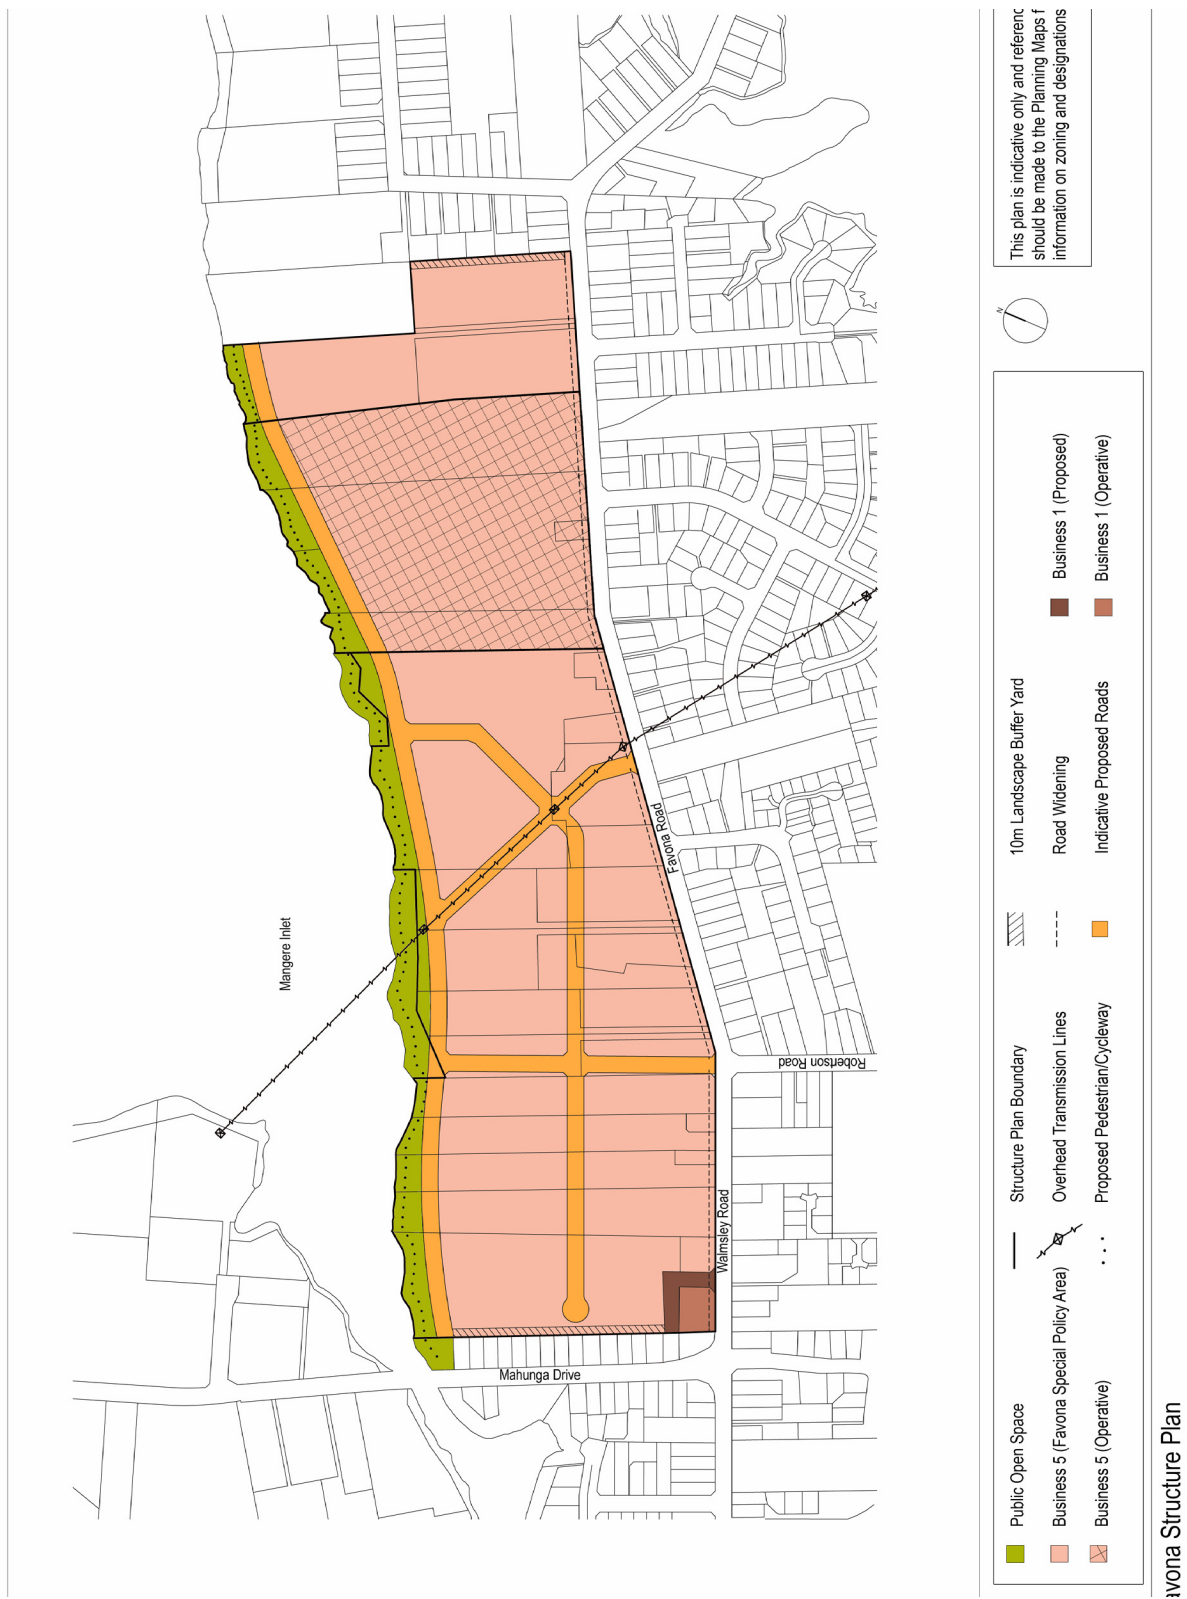 This plan is indicative only and referenc
should be made to the Planning Maps f
information on zoning and designations
N
Mangere Inlet
Favona Road
Robertson Road
Walmsley Road
Mahunga Drive
Public Open Space
Business 5 (Favona Special Policy Area)
Business 5 (Operative)
Structure Plan Boundary
Overhead Transmission Lines
Proposed Pedestrian/Cycleway
10m Landscape Buffer Yard
Road Widening
Indicative Proposed Roads
Business 1 (Proposed)
Business 1 (Operative)
avona Structure Plan